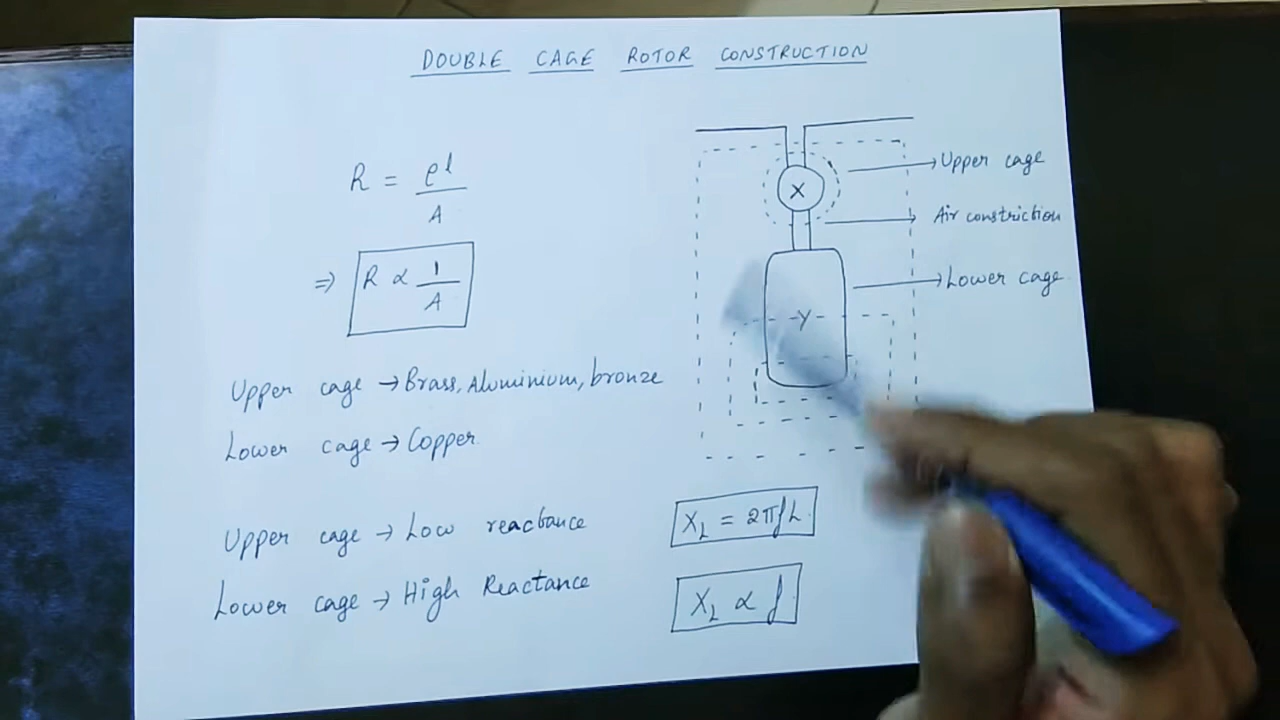 DOUBLE CAGE ROTOR CONSTRUCTION
R = ρl
A
⇒ R ∝ 1
A
Upper cage → Brass, Aluminium, bronze
Lower cage → Copper
Upper cage → Low reactance
Lower cage → High Reactance
X
Y
→ Upper cage
→ Air constriction
→ Lower cage
X_L = 2πfL
X_L ∝ f